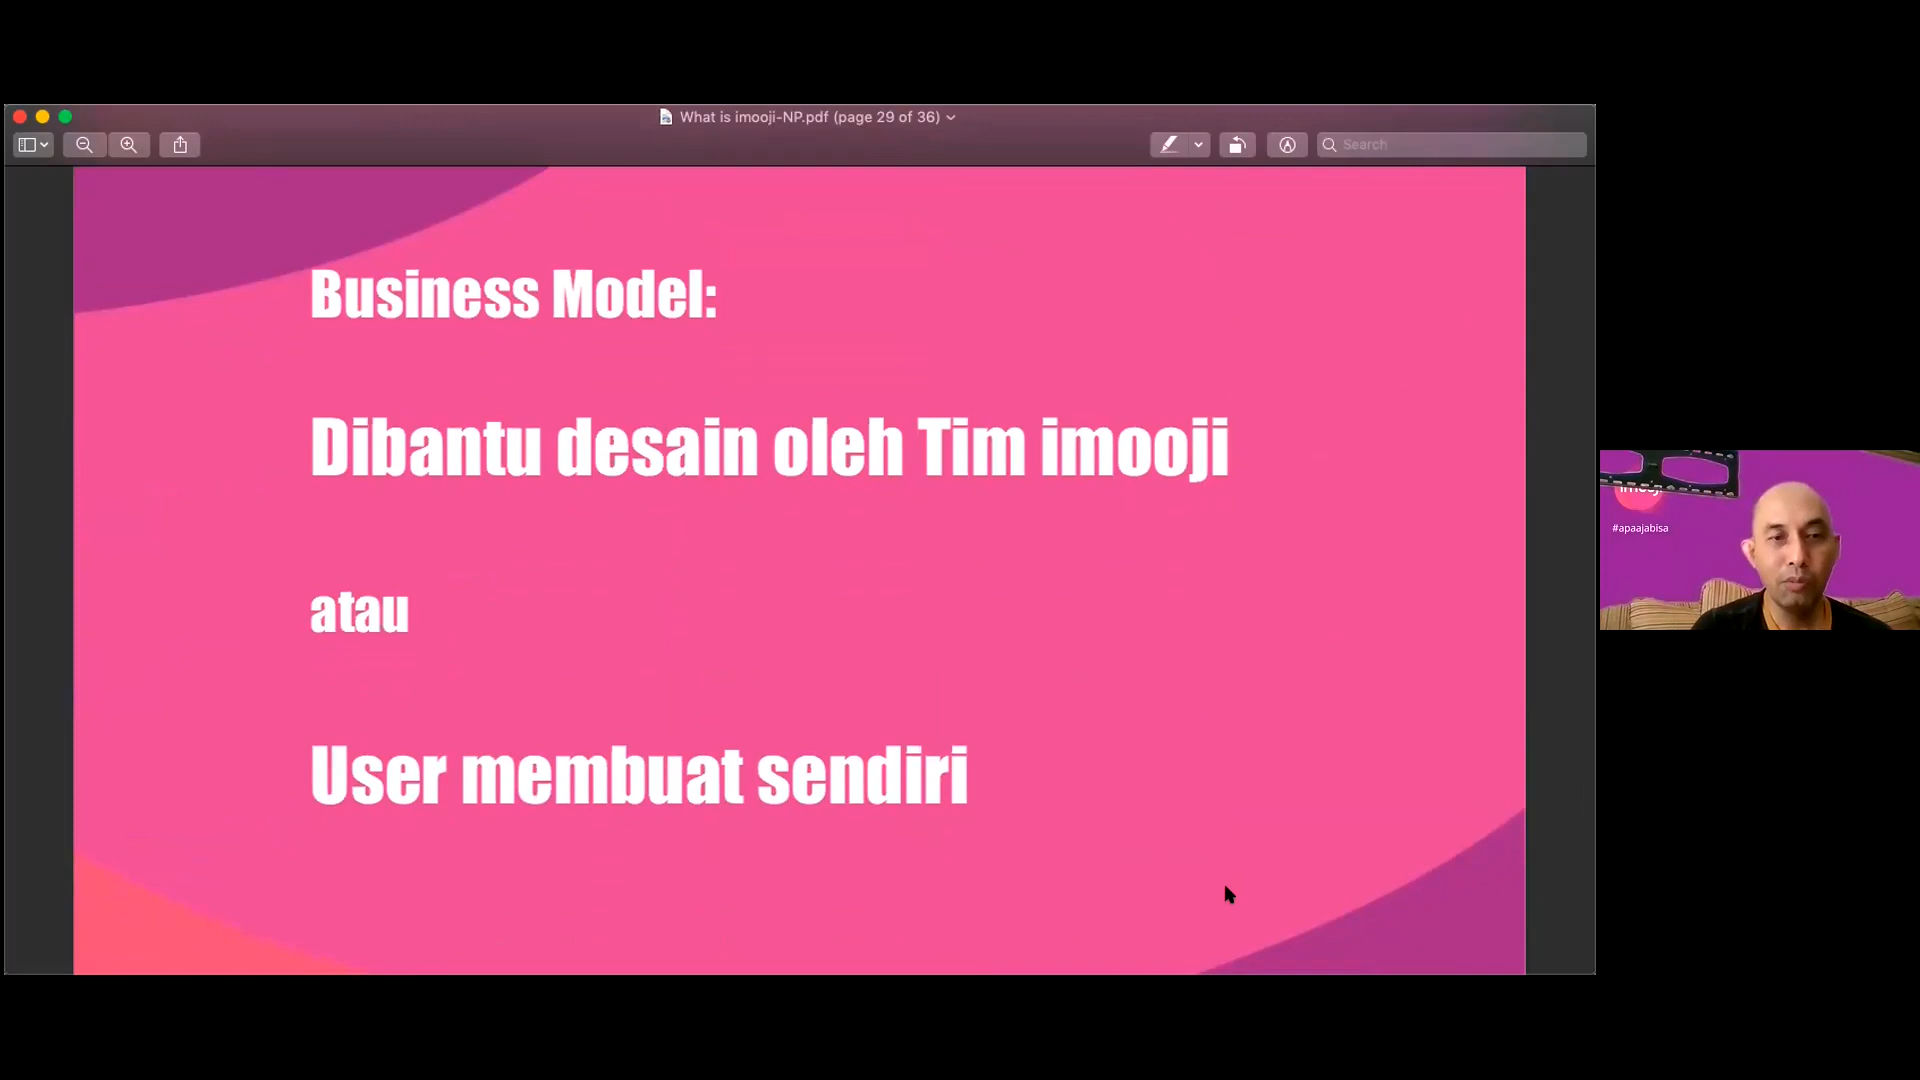 What is imooji-NP.pdf (page 29 of 36)
Search
Business Model:
Dibantu desain oleh Tim imooji
atau
User membuat sendiri
#apaajabisa